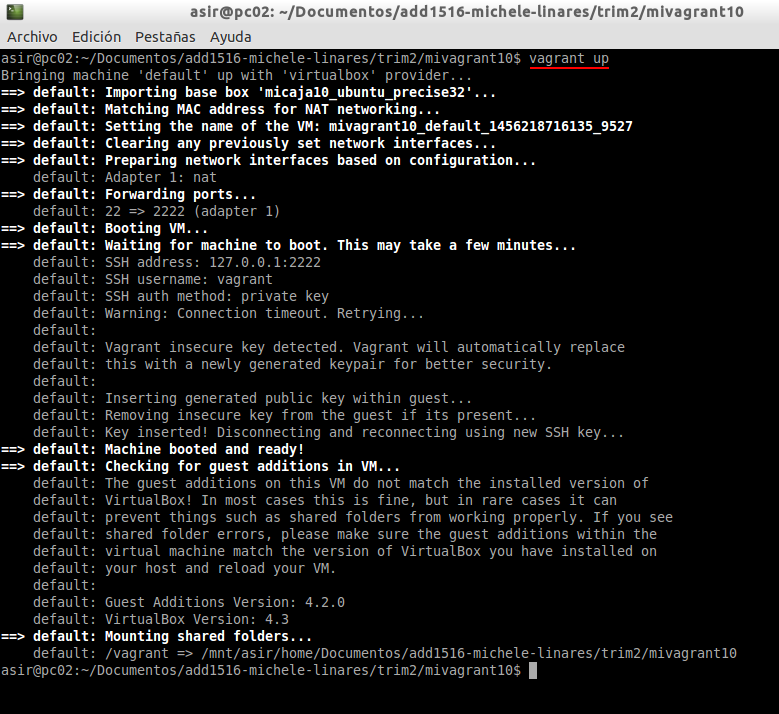 asir@pc02: ~/Documentos/add1516-michele-linares/trim2/mivagrant10
Archivo Edición Pestañas Ayuda
asir@pc02:~/Documentos/add1516-michele-linares/trim2/mivagrant10$ vagrant up
Bringing machine 'default' up with 'virtualbox' provider...
==> default: Importing base box 'micaja10_ubuntu_precise32'...
==> default: Matching MAC address for NAT networking...
==> default: Setting the name of the VM: mivagrant10_default_1456218716135_9527
==> default: Clearing any previously set network interfaces...
==> default: Preparing network interfaces based on configuration...
default: Adapter 1: nat
==> default: Forwarding ports...
default: 22 => 2222 (adapter 1)
==> default: Booting VM...
==> default: Waiting for machine to boot. This may take a few minutes...
default: SSH address: 127.0.0.1:2222
default: SSH username: vagrant
default: SSH auth method: private key
default: Warning: Connection timeout. Retrying...
default:
default: Vagrant insecure key detected. Vagrant will automatically replace
default: this with a newly generated keypair for better security.
default:
default: Inserting generated public key within guest...
default: Removing insecure key from the guest if its present...
default: Key inserted! Disconnecting and reconnecting using new SSH key...
==> default: Machine booted and ready!
==> default: Checking for guest additions in VM...
default: The guest additions on this VM do not match the installed version of
default: VirtualBox! In most cases this is fine, but in rare cases it can
default: prevent things such as shared folders from working properly. If you see
default: shared folder errors, please make sure the guest additions within the
default: virtual machine match the version of VirtualBox you have installed on
default: your host and reload your VM.
default:
default: Guest Additions Version: 4.2.0
default: VirtualBox Version: 4.3
==> default: Mounting shared folders...
default: /vagrant => /mnt/asir/home/Documentos/add1516-michele-linares/trim2/mivagrant10
asir@pc02:~/Documentos/add1516-michele-linares/trim2/mivagrant10$